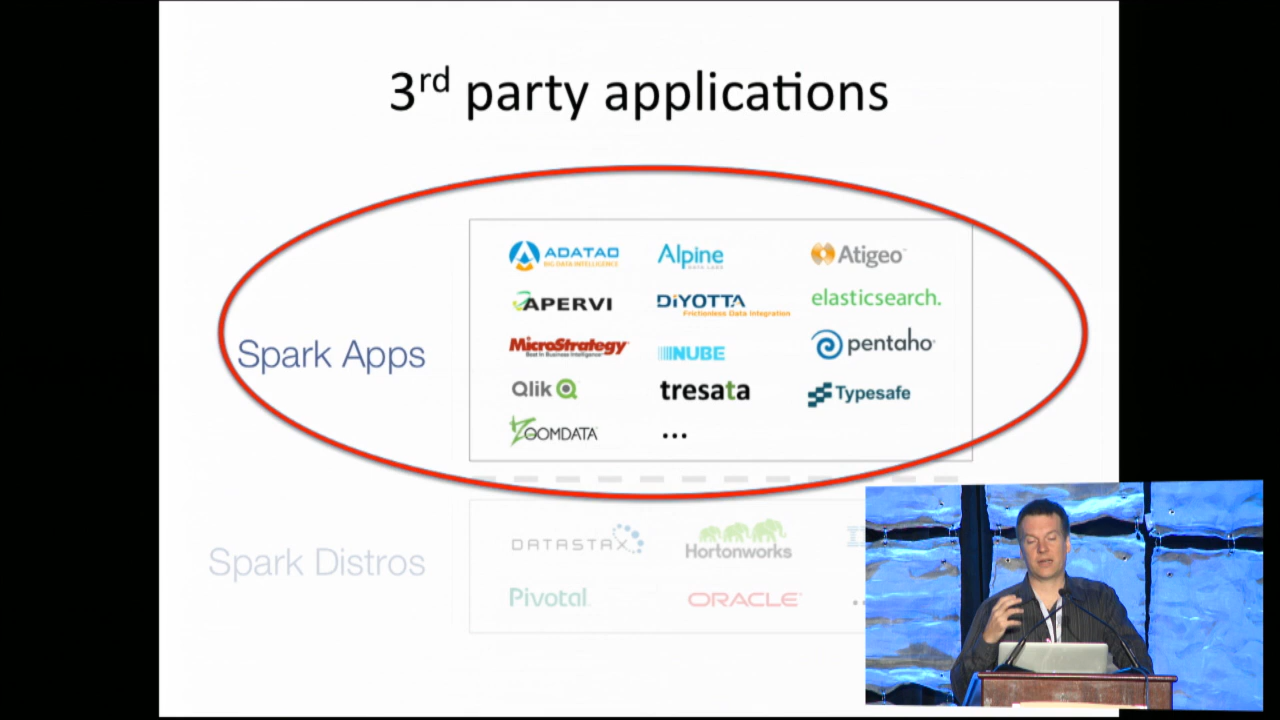 3rd party applications
ADATAO
BIG DATA INTELLIGENCE
Alpine
DATA LABS
Atigeo™
APERVI
DiYOTTA
Frictionless Data Integration
elasticsearch.
Spark Apps
MicroStrategy
Best In Business Intelligence
NUBE
pentaho
Qlik
tresata
Typesafe
ZOOMDATA
...
Spark Distros
DATASTAX
Hortonworks
Pivotal
ORACLE®